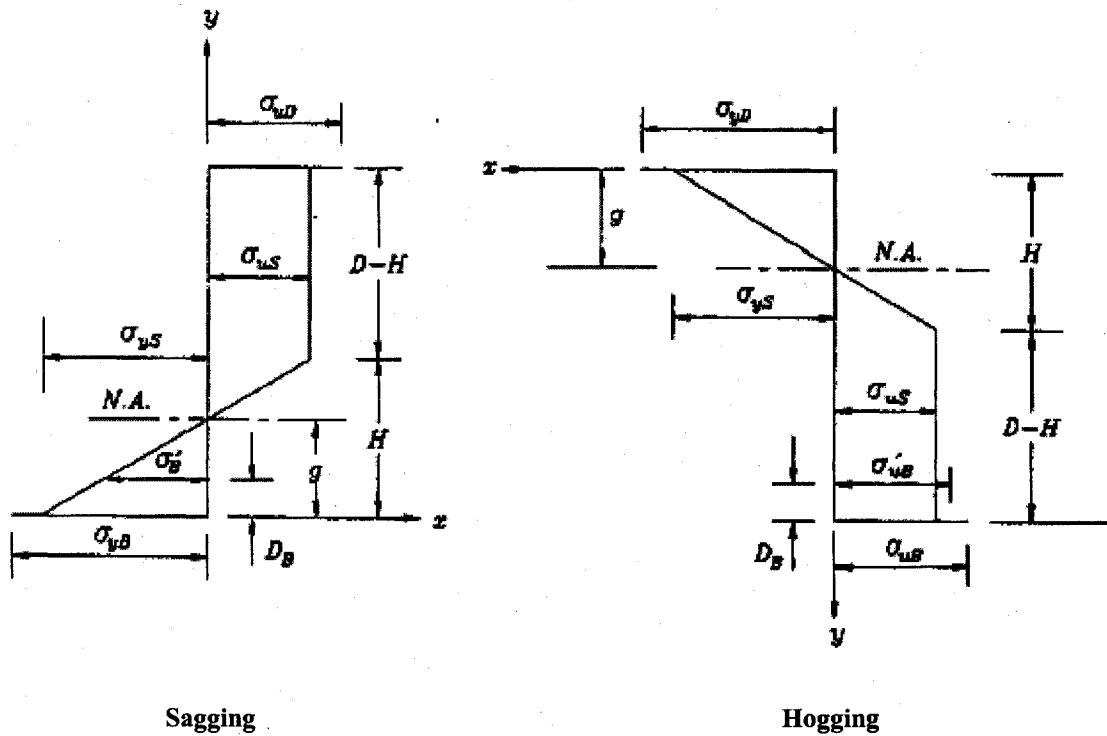 y
σuD
σuS
D-H
σyS
N.A.
H
g
σ'B
x
σyB
DB
Sagging
σyD
x
g
N.A.
H
σyS
σuS
D-H
σ'uB
DB
σuB
y
Hogging